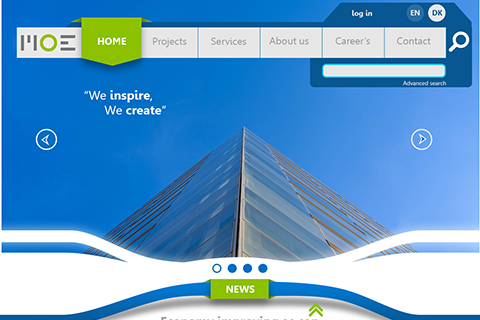 log in EN DK
MOE HOME Projects Services About us Career's Contact
Advanced search
“We inspire,
We create”
NEWS